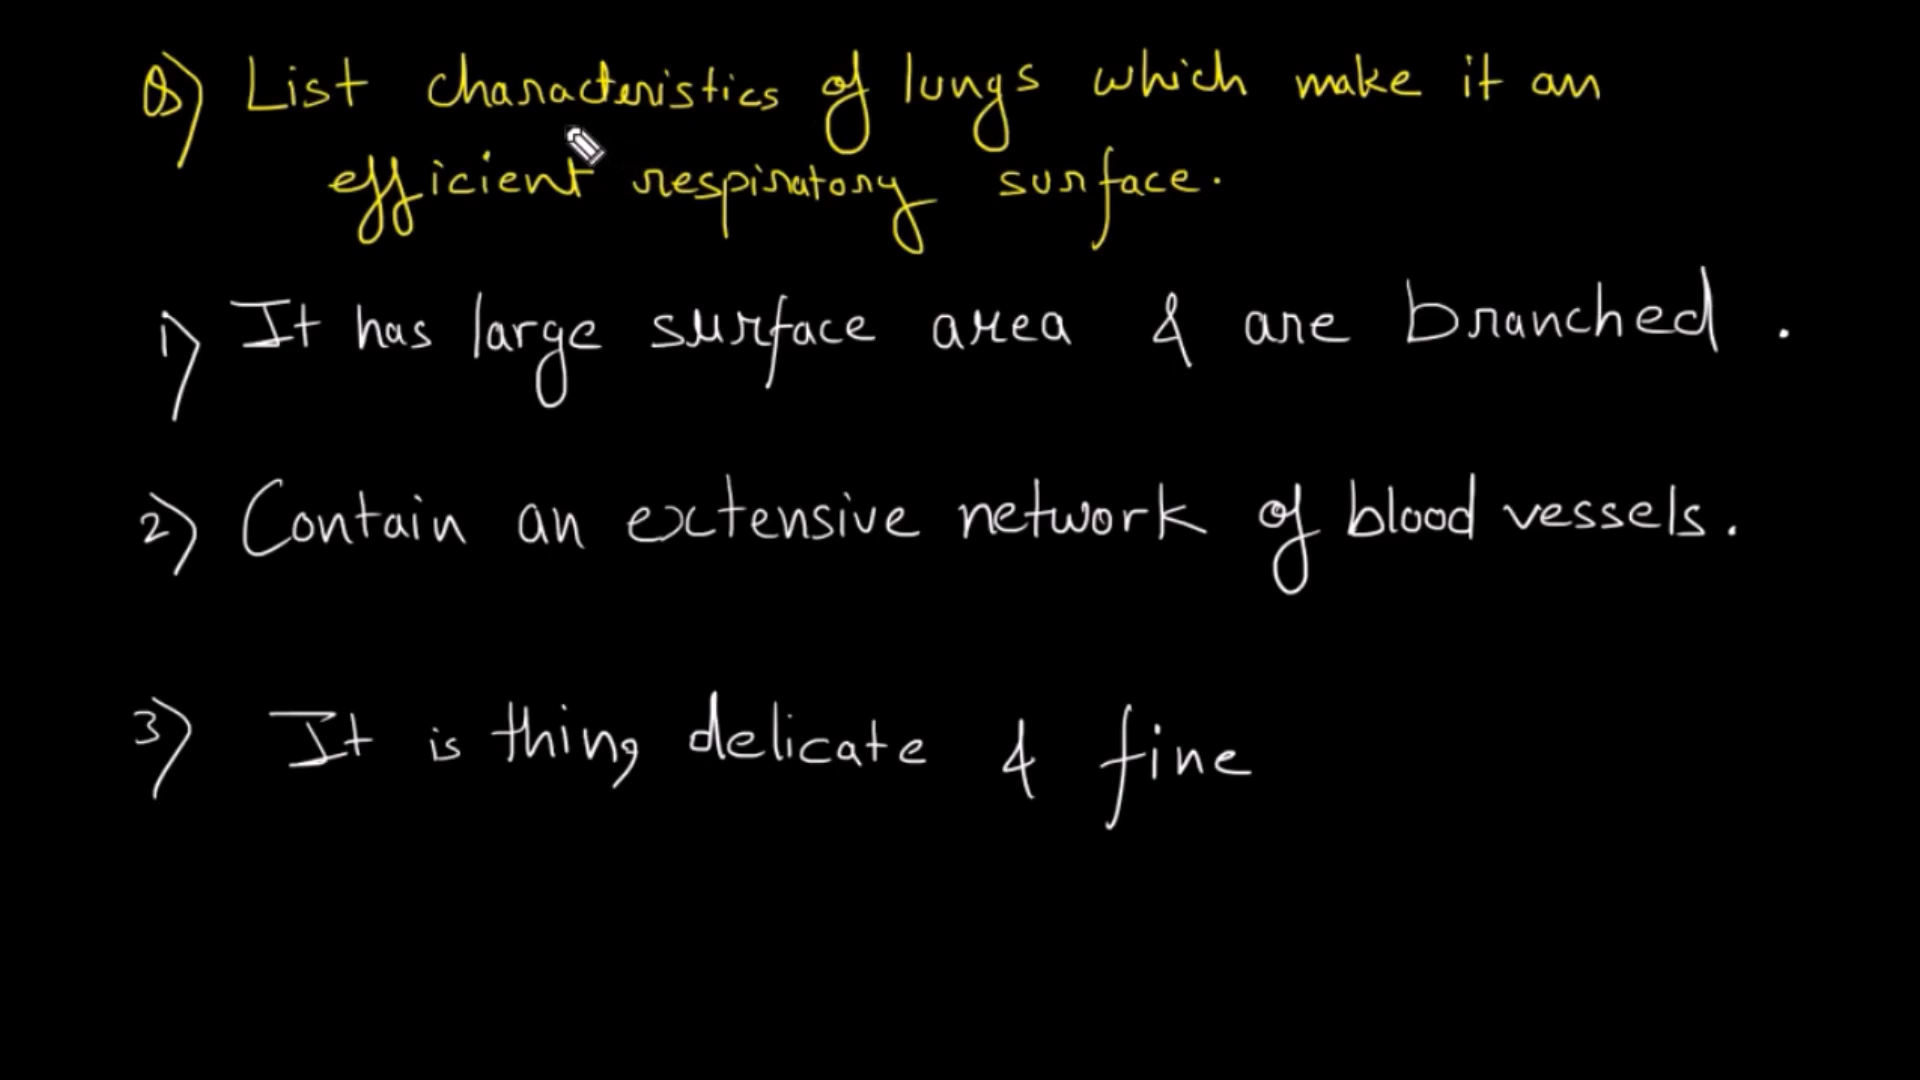 Q) List characteristics of lungs which make it an
efficient respiratory surface.
1) It has large surface area & are branched.
2) Contain an extensive network of blood vessels.
3) It is thing delicate & fine